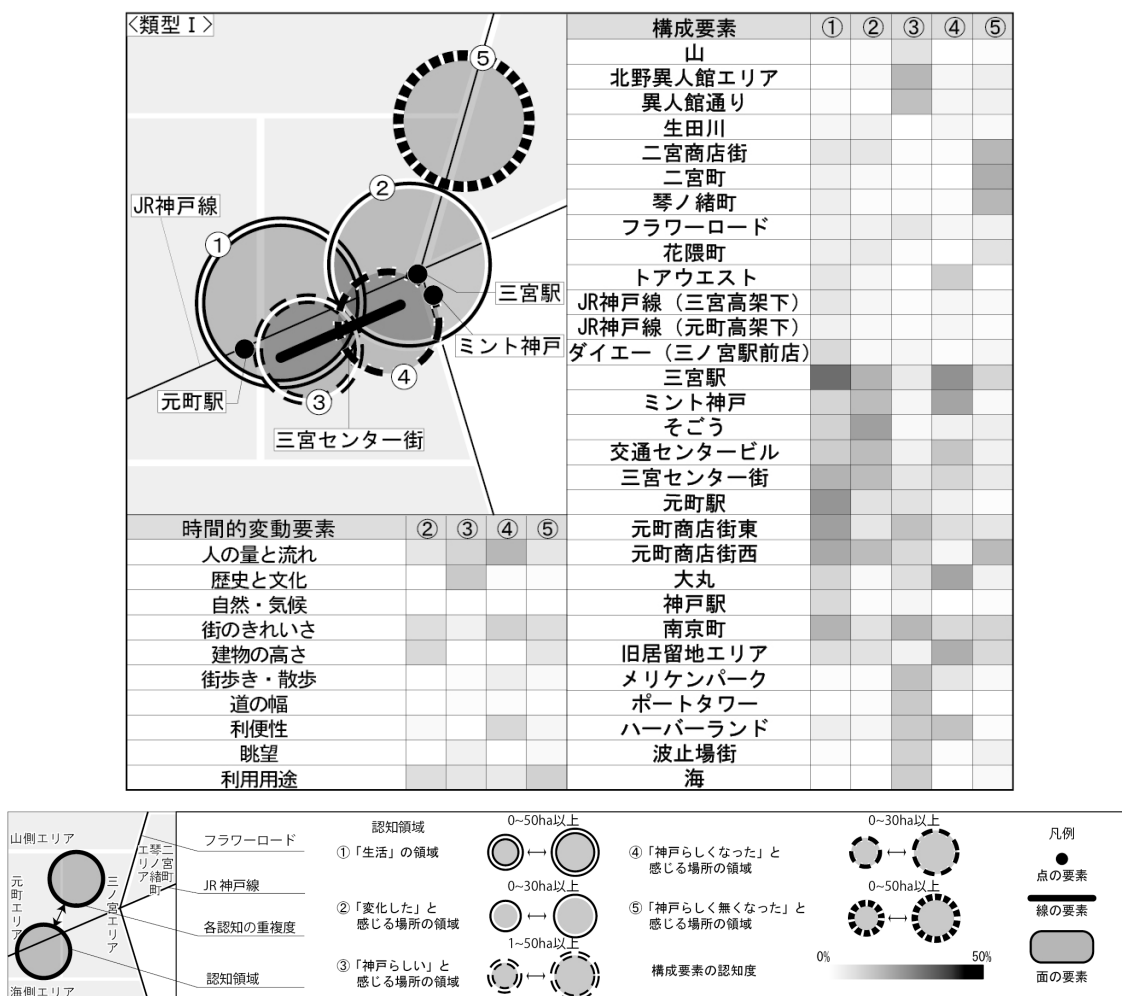 <類型Ⅰ>
⑤
②
JR神戸線
①
三宮駅
ミント神戸
④
元町駅
③
三宮センター街
時間的変動要素 ② ③ ④ ⑤
人の量と流れ
歴史と文化
自然・気候
街のきれいさ
建物の高さ
街歩き・散歩
道の幅
利便性
眺望
利用用途
構成要素 ① ② ③ ④ ⑤
山
北野異人館エリア
異人館通り
生田川
二宮商店街
二宮町
琴ノ緒町
フラワーロード
花隈町
トアウエスト
JR神戸線（三宮高架下）
JR神戸線（元町高架下）
ダイエー（三ノ宮駅前店）
三宮駅
ミント神戸
そごう
交通センタービル
三宮センター街
元町駅
元町商店街東
元町商店街西
大丸
神戸駅
南京町
旧居留地エリア
メリケンパーク
ポートタワー
ハーバーランド
波止場街
海
山側エリア
元町エリア
三ノ宮エリア
二宮町
琴ノ緒町
エリア
海側エリア
フラワーロード
JR神戸線
各認知の重複度
認知領域
認知領域
0~50ha以上
①「生活」の領域
0~30ha以上
②「変化した」と
感じる場所の領域
1~50ha以上
③「神戸らしい」と
感じる場所の領域
0~30ha以上
④「神戸らしくなった」と
感じる場所の領域
0~50ha以上
⑤「神戸らしく無くなった」と
感じる場所の領域
構成要素の認知度
0%
50%
凡例
点の要素
線の要素
面の要素